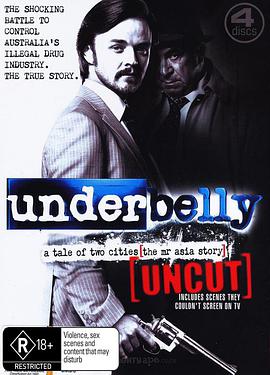 THE SHOCKING
BATTLE TO
CONTROL
AUSTRALIA'S
ILLEGAL DRUG
INDUSTRY.
THE TRUE STORY.
4
discs
underbelly
a tale of two cities [the mr asia story]
[UNCUT]
INCLUDES SCENES THEY
COULDN'T SCREEN ON TV
R 18+
RESTRICTED
Violence, sex
scenes and
content that may
disturb